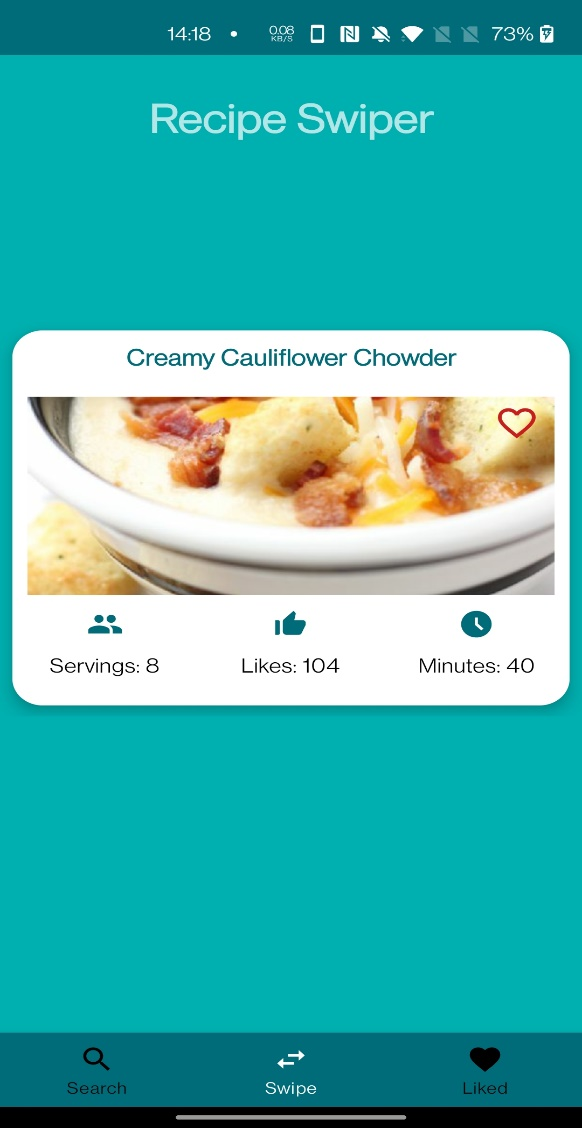 14:18 0.08 73%
KB/S
Recipe Swiper
Creamy Cauliflower Chowder
Servings: 8 Likes: 104 Minutes: 40
Search Swipe Liked